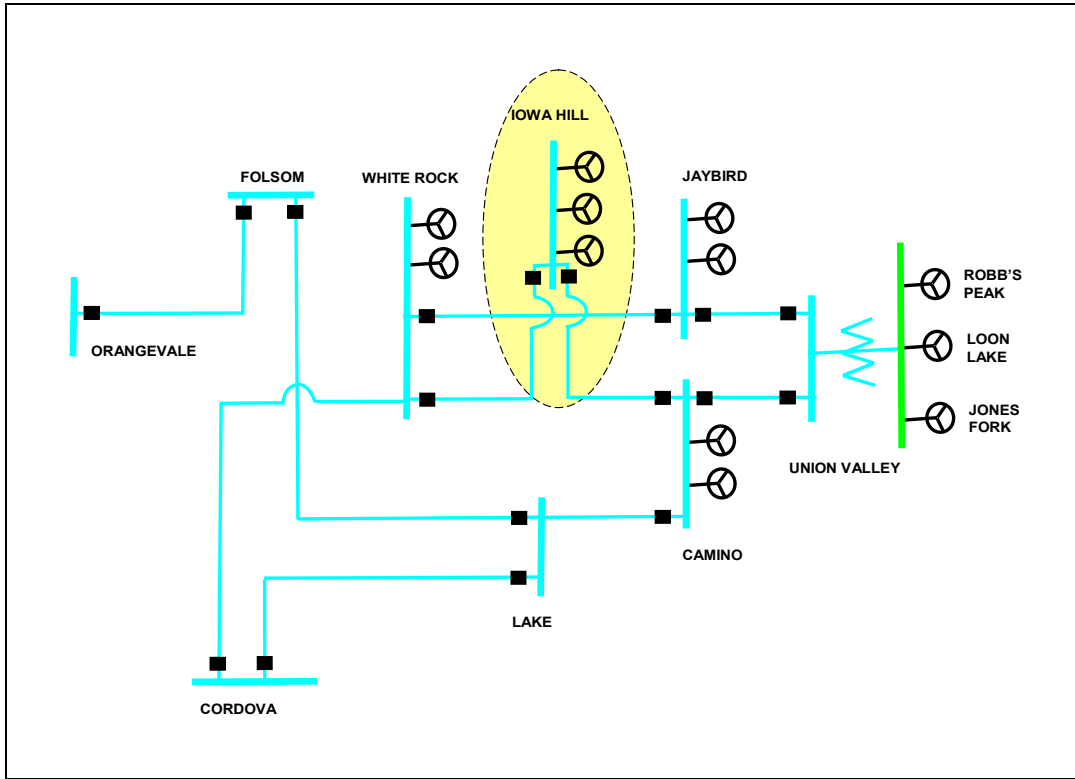 IOWA HILL
FOLSOM
WHITE ROCK
JAYBIRD
ROBB'S
PEAK
ORANGEVALE
LOON
LAKE
JONES
FORK
UNION VALLEY
CAMINO
LAKE
CORDOVA